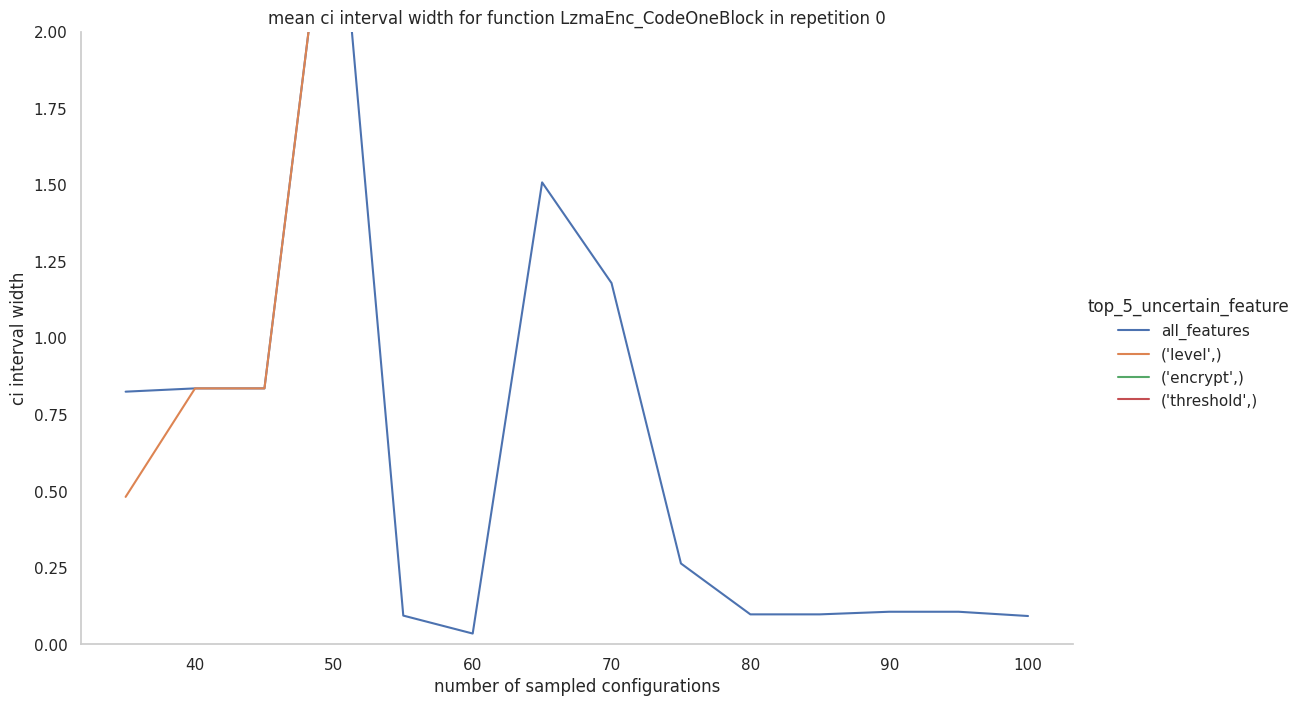 mean ci interval width for function LzmaEnc_CodeOneBlock in repetition 0
2.00
1.75
1.50
1.25
1.00
0.75
0.50
0.25
0.00
ci interval width
40 50 60 70 80 90 100
number of sampled configurations
top_5_uncertain_feature
all_features
('level',)
('encrypt',)
('threshold',)